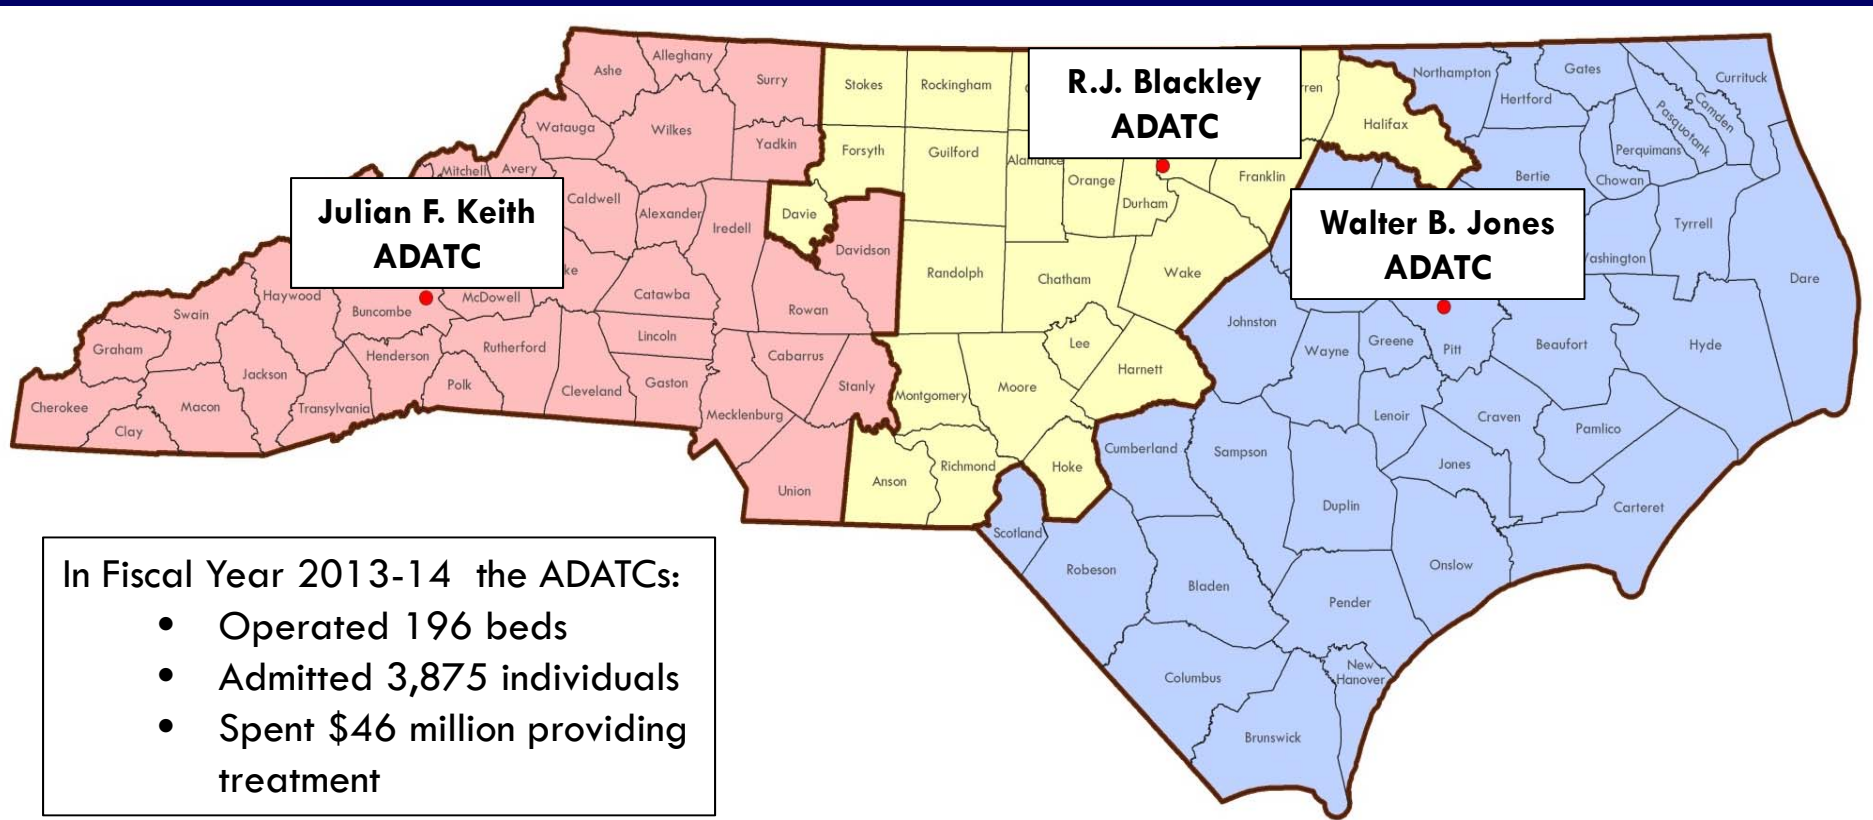 Alleghany
Ashe
Surry
Stokes
Rockingham
R.J. Blackley
ADATC
Northampton
Gates
Currituck
Hertford
Camden
Pasquotank
Halifax
Watauga
Wilkes
Yadkin
Forsyth
Guilford
Alamance
Perquimans
Mitchell
Avery
Orange
Franklin
Bertie
Chowan
Julian F. Keith
ADATC
Caldwell
Alexander
Iredell
Davie
Durham
Walter B. Jones
ADATC
Tyrrell
Davidson
Randolph
Chatham
Wake
Dare
Haywood
Buncombe
McDowell
Catawba
Rowan
Swain
Johnston
Graham
Henderson
Rutherford
Lincoln
Cabarrus
Lee
Wayne
Greene
Pitt
Beaufort
Hyde
Jackson
Polk
Cleveland
Gaston
Stanly
Montgomery
Moore
Harnett
Cherokee
Macon
Transylvania
Mecklenburg
Lenoir
Craven
Pamlico
Clay
Cumberland
Sampson
Jones
Union
Anson
Richmond
Hoke
Duplin
Carteret
Scotland
Robeson
Bladen
Onslow
Pender
Columbus
New
Hanover
Brunswick
In Fiscal Year 2013-14 the ADATCs:
• Operated 196 beds
• Admitted 3,875 individuals
• Spent $46 million providing
treatment